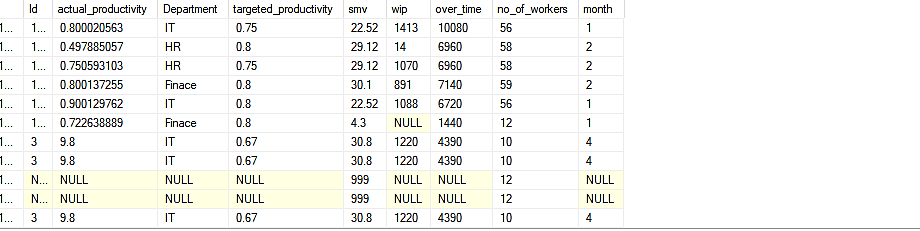 Id actual_productivity Department targeted_productivity smv wip over_time no_of_workers month
1... 1... 0.800020563 IT 0.75 22.52 1413 10080 56 1
1... 1... 0.497885057 HR 0.8 29.12 14 6960 58 2
1... 1... 0.750593103 HR 0.75 29.12 1070 6960 58 2
1... 1... 0.800137255 Finace 0.8 30.1 891 7140 59 2
1... 1... 0.900129762 IT 0.8 22.52 1088 6720 56 1
1... 1... 0.722638889 Finace 0.8 4.3 NULL 1440 12 1
1... 3 9.8 IT 0.67 30.8 1220 4390 10 4
1... 3 9.8 IT 0.67 30.8 1220 4390 10 4
1... N... NULL NULL NULL 999 NULL NULL 12 NULL
1... N... NULL NULL NULL 999 NULL NULL 12 NULL
1... 3 9.8 IT 0.67 30.8 1220 4390 10 4